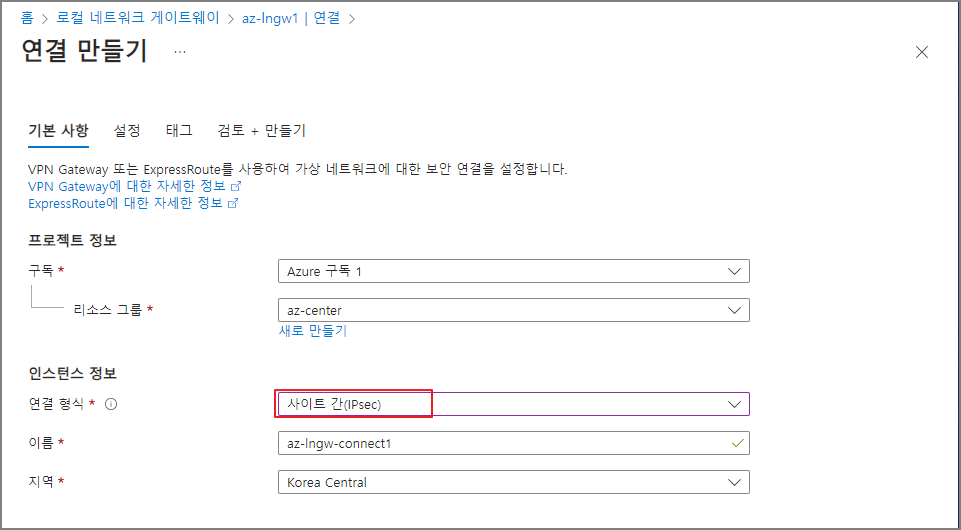 홈 > 로컬 네트워크 게이트웨이 > az-lngw1 | 연결 >
연결 만들기 ...
기본 사항 설정 태그 검토 + 만들기
VPN Gateway 또는 ExpressRoute를 사용하여 가상 네트워크에 대한 보안 연결을 설정합니다.
VPN Gateway에 대한 자세한 정보
ExpressRoute에 대한 자세한 정보
프로젝트 정보
구독 * Azure 구독 1
리소스 그룹 * az-center
새로 만들기
인스턴스 정보
연결 형식 * 사이트 간(IPsec)
이름 * az-lngw-connect1
지역 * Korea Central